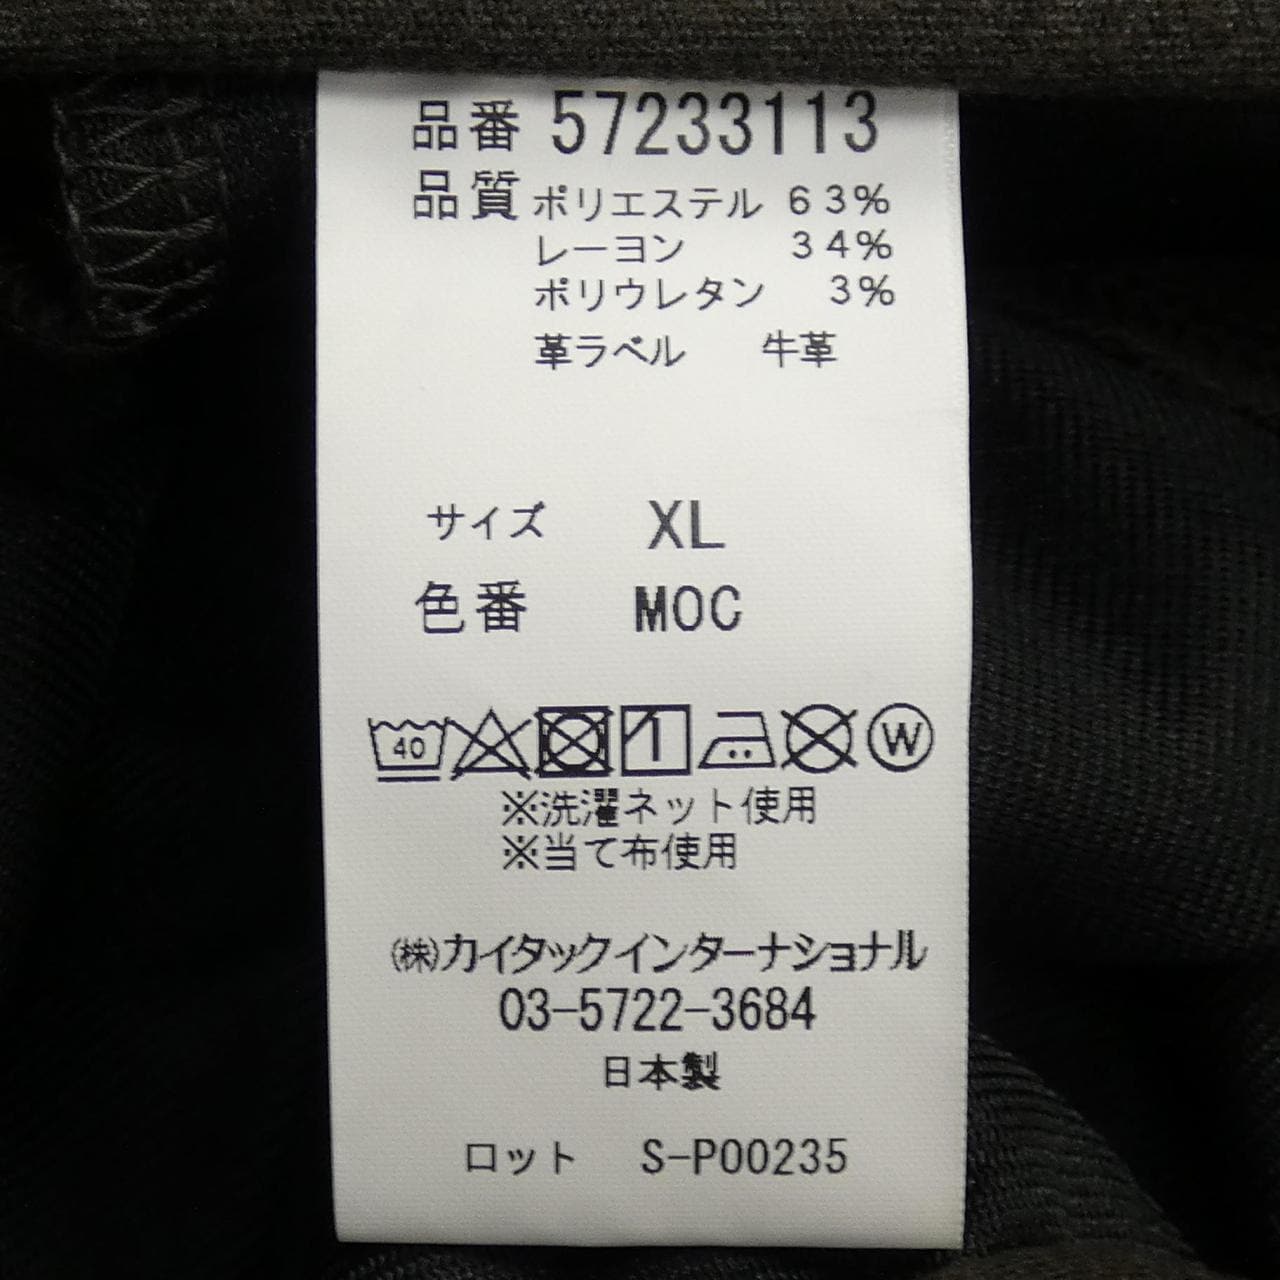 品番 57233113
品質 ポリエステル 63%
レーヨン 34%
ポリウレタン 3%
革ラベル 牛革
サイズ XL
色番 MOC
40 W
※洗濯ネット使用
※当て布使用
㈱カイタックインターナショナル
03-5722-3684
日本製
ロット S-P00235